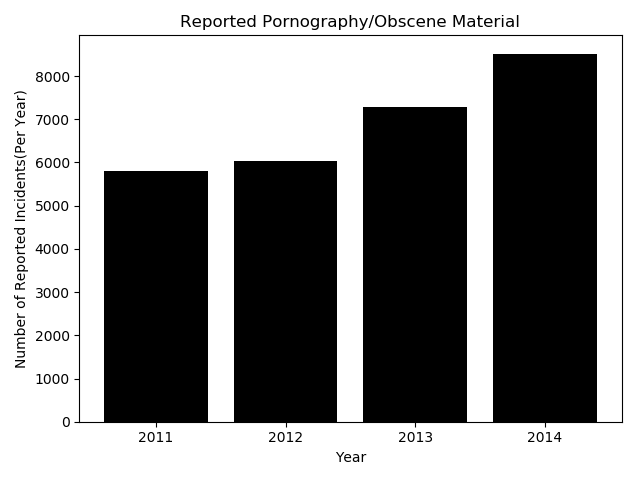 Reported Pornography/Obscene Material
Number of Reported Incidents(Per Year)
8000
7000
6000
5000
4000
3000
2000
1000
0
2011 2012 2013 2014
Year